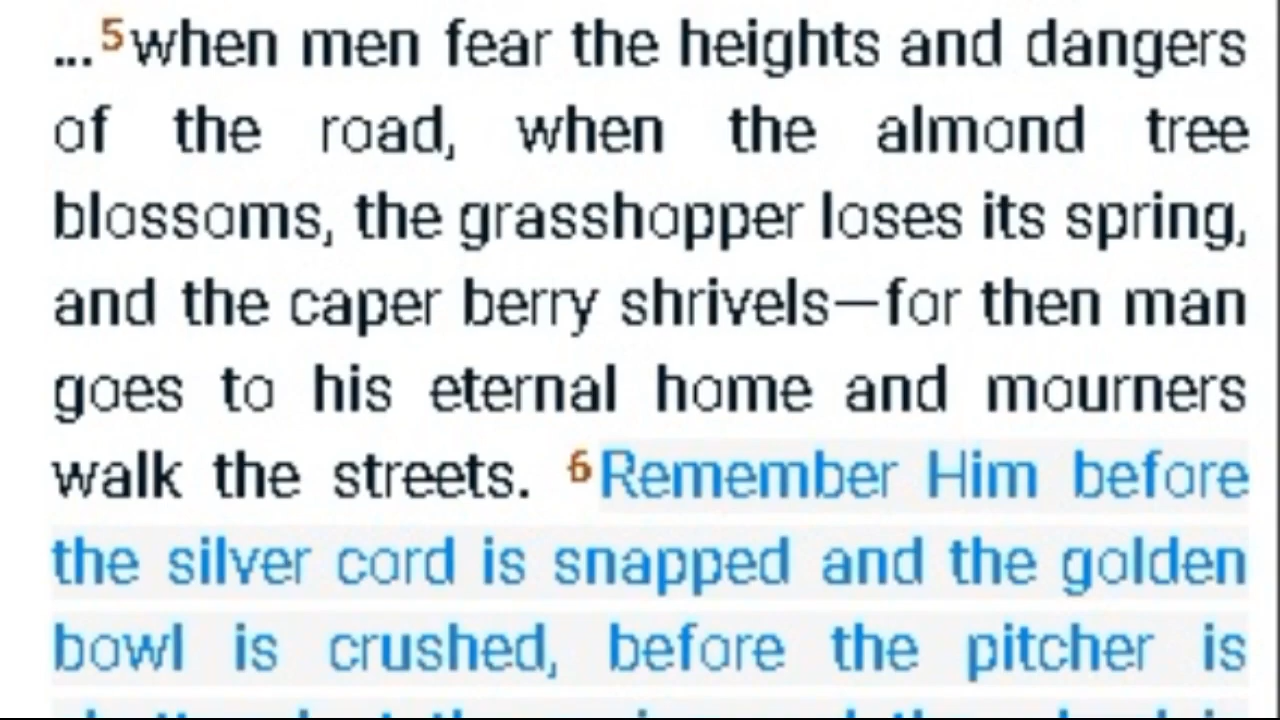 ...5when men fear the heights and dangers
of the road, when the almond tree
blossoms, the grasshopper loses its spring,
and the caper berry shrivels—for then man
goes to his eternal home and mourners
walk the streets. 6Remember Him before
the silver cord is snapped and the golden
bowl is crushed, before the pitcher is